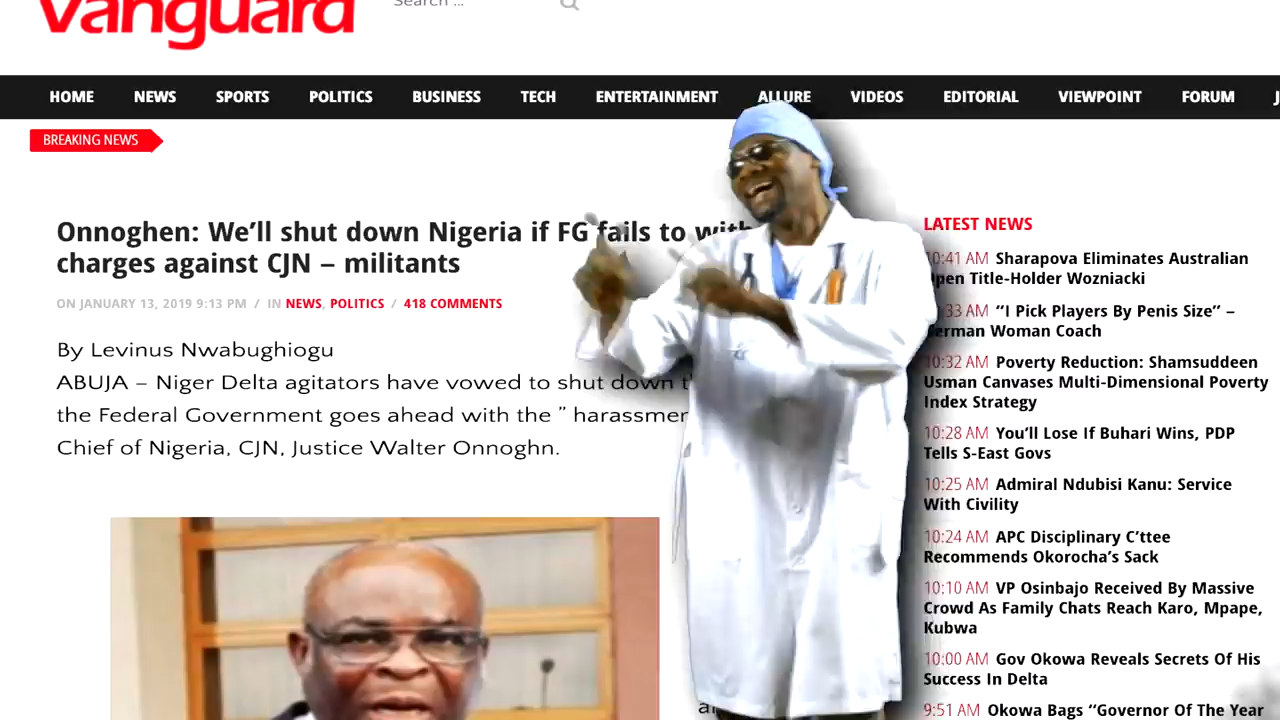 Vanguard
Search ...
HOME NEWS SPORTS POLITICS BUSINESS TECH ENTERTAINMENT ALLURE VIDEOS EDITORIAL VIEWPOINT FORUM
BREAKING NEWS
Onnoghen: We'll shut down Nigeria if FG fails to with
charges against CJN – militants
ON JANUARY 13, 2019 9:13 PM / IN NEWS, POLITICS / 418 COMMENTS
By Levinus Nwabughiogu
ABUJA – Niger Delta agitators have vowed to shut down
the Federal Government goes ahead with the " harassmen
Chief of Nigeria, CJN, Justice Walter Onnoghn.
LATEST NEWS
10:41 AM Sharapova Eliminates Australian
Open Title-Holder Wozniacki
33 AM "I Pick Players By Penis Size" –
German Woman Coach
10:32 AM Poverty Reduction: Shamsuddeen
Usman Canvases Multi-Dimensional Poverty
Index Strategy
10:28 AM You'll Lose If Buhari Wins, PDP
Tells S-East Govs
10:25 AM Admiral Ndubisi Kanu: Service
With Civility
10:24 AM APC Disciplinary C'ttee
Recommends Okorocha's Sack
10:10 AM VP Osinbajo Received By Massive
Crowd As Family Chats Reach Karo, Mpape,
Kubwa
10:00 AM Gov Okowa Reveals Secrets Of His
Success In Delta
9:51 AM Okowa Bags "Governor Of The Year